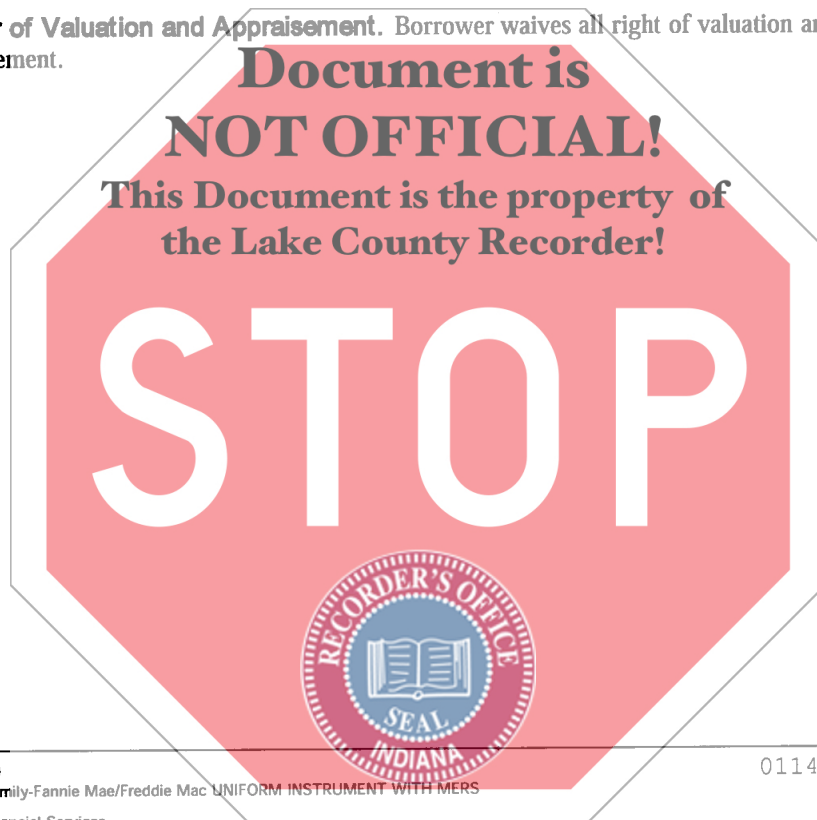 of Valuation and Appraisement. Borrower waives all right of valuation
Document is
NOT OFFICIAL!
This Document is the property of
the Lake County Recorder!
STOP
RECORDER'S OFFICE
SEAL
INDIANA
0114
mily-Fannie Mae/Freddie Mac UNIFORM INSTRUMENT WITH MERS